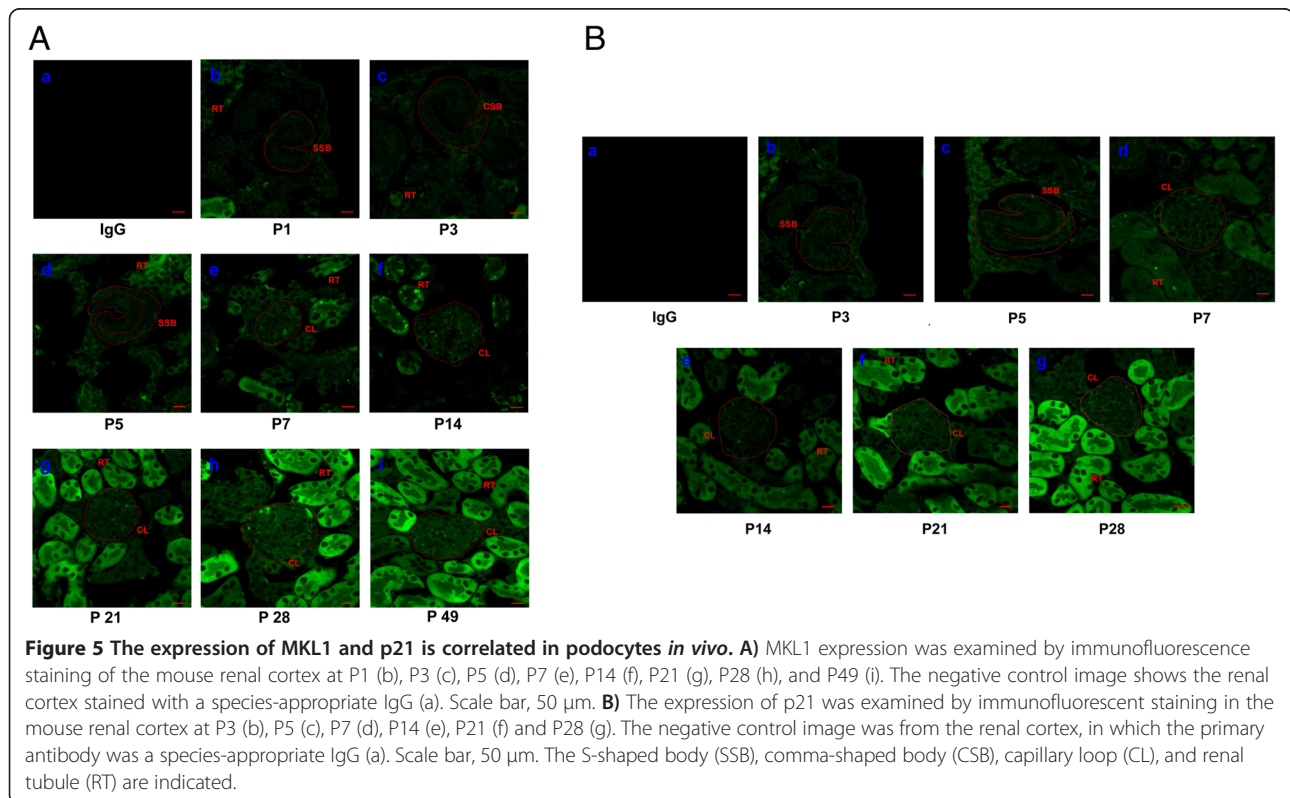 A
B
a
b
RT
SSB
c
CSB
RT
IgG
P1
P3
d
RT
SSB
e
RT
CL
f
RT
CL
P5
P7
P14
g
RT
CL
h
RT
CL
i
RT
CL
P 21
P 28
P 49
a
b
SSB
c
SSB
d
CL
RT
IgG
P3
.
P5
P7
e
CL
RT
f
RT
CL
g
CL
RT
P14
P21
P28
Figure 5 The expression of MKL1 and p21 is correlated in podocytes in vivo. A) MKL1 expression was examined by immunofluorescence
staining of the mouse renal cortex at P1 (b), P3 (c), P5 (d), P7 (e), P14 (f), P21 (g), P28 (h), and P49 (i). The negative control image shows the renal
cortex stained with a species-appropriate IgG (a). Scale bar, 50 μm. B) The expression of p21 was examined by immunofluorescent staining in the
mouse renal cortex at P3 (b), P5 (c), P7 (d), P14 (e), P21 (f) and P28 (g). The negative control image was from the renal cortex, in which the primary
antibody was a species-appropriate IgG (a). Scale bar, 50 μm. The S-shaped body (SSB), comma-shaped body (CSB), capillary loop (CL), and renal
tubule (RT) are indicated.